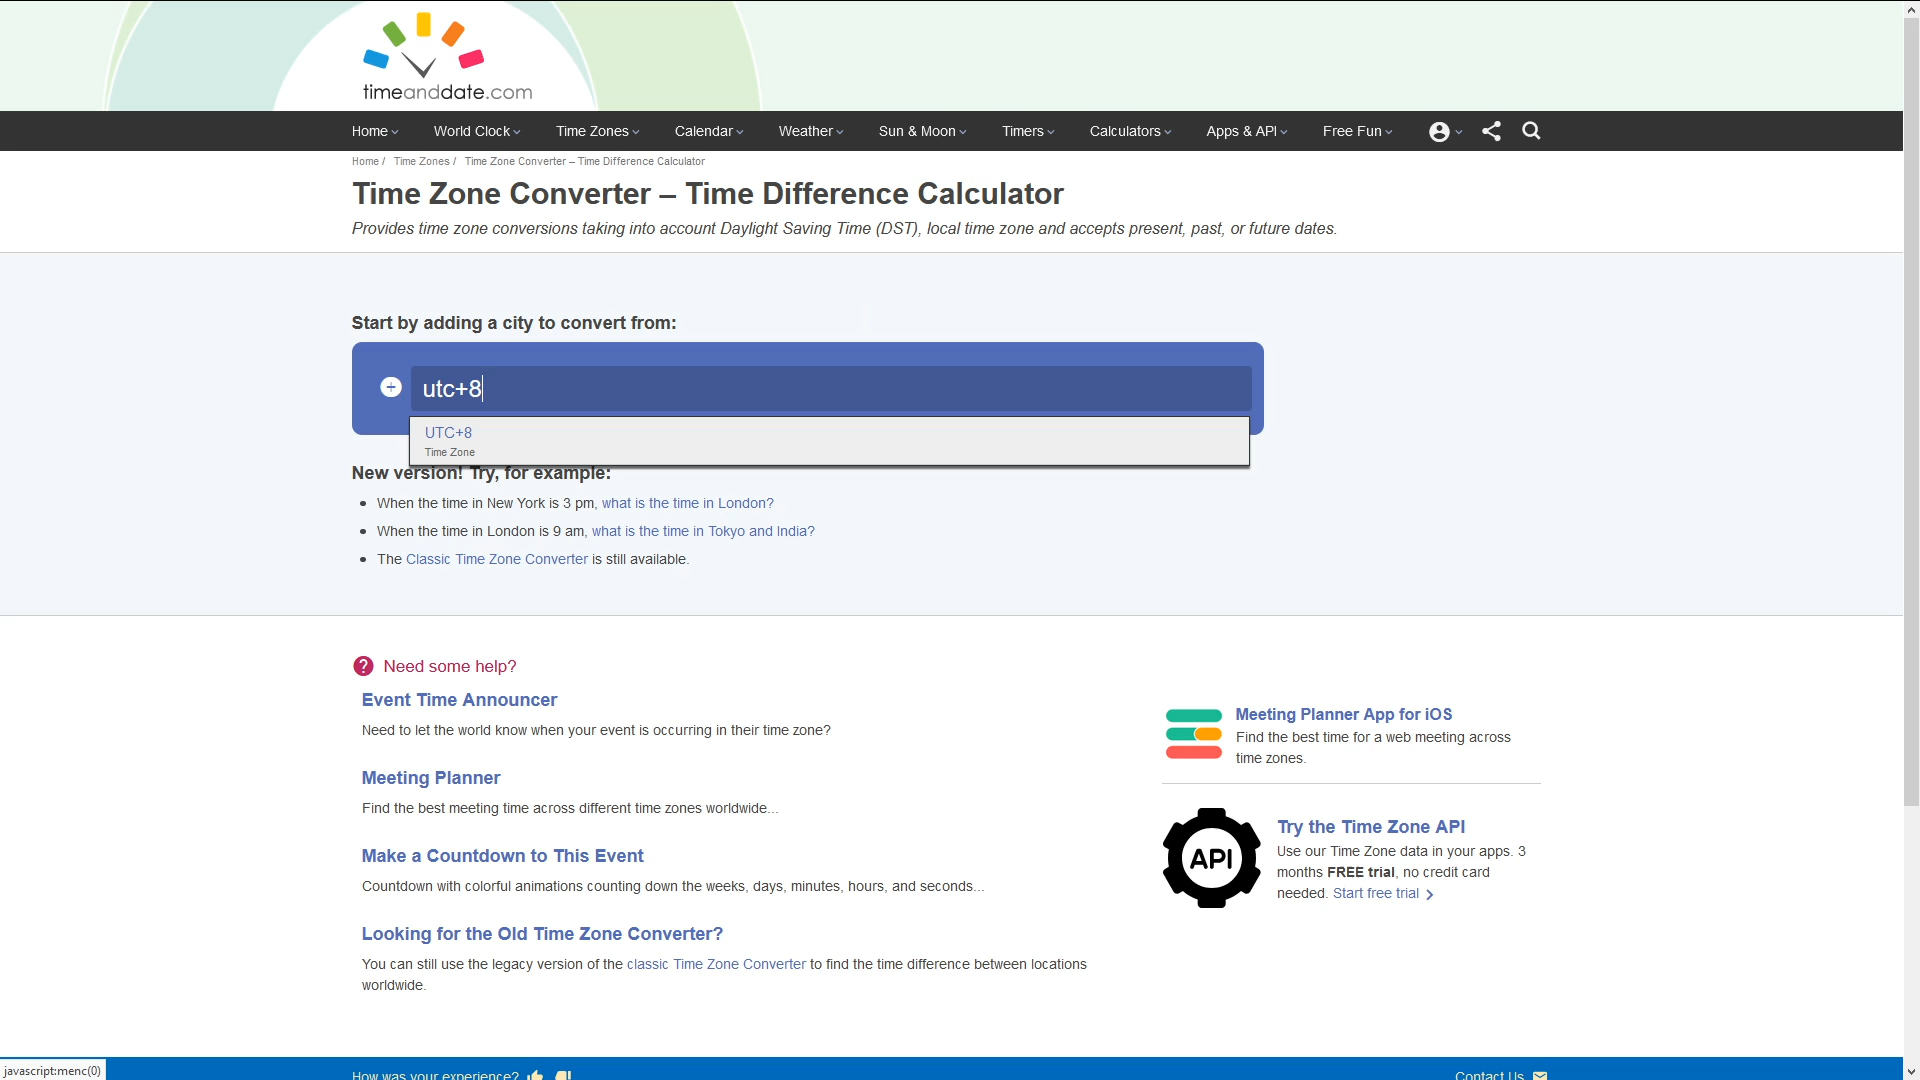 timeanddate.com
Home World Clock Time Zones Calendar Weather Sun & Moon Timers Calculators Apps & API Free Fun
Home / Time Zones / Time Zone Converter – Time Difference Calculator
Time Zone Converter – Time Difference Calculator
Provides time zone conversions taking into account Daylight Saving Time (DST), local time zone and accepts present, past, or future dates.
Start by adding a city to convert from:
utc+8
UTC+8
Time Zone
New version! Try, for example:
When the time in New York is 3 pm, what is the time in London?
When the time in London is 9 am, what is the time in Tokyo and India?
The Classic Time Zone Converter is still available.
Need some help?
Event Time Announcer
Need to let the world know when your event is occurring in their time zone?
Meeting Planner
Find the best meeting time across different time zones worldwide...
Make a Countdown to This Event
Countdown with colorful animations counting down the weeks, days, minutes, hours, and seconds...
Looking for the Old Time Zone Converter?
You can still use the legacy version of the classic Time Zone Converter to find the time difference between locations
worldwide.
Meeting Planner App for iOS
Find the best time for a web meeting across
time zones.
API
Try the Time Zone API
Use our Time Zone data in your apps. 3
months FREE trial, no credit card
needed. Start free trial
javascript:menc(0)
How was your experience?
Contact Us